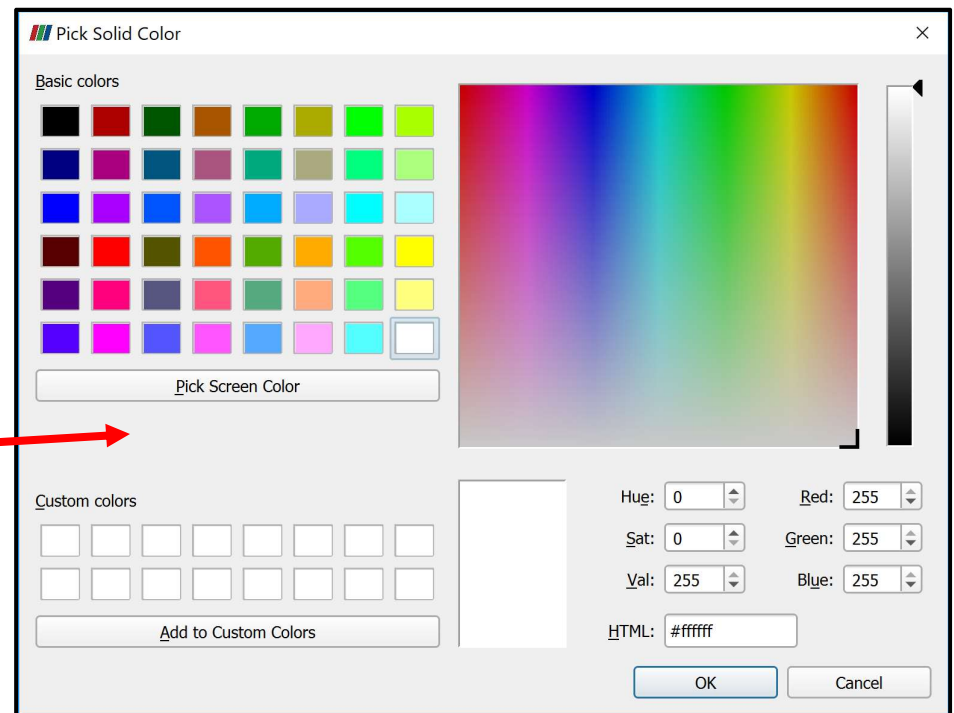 Pick Solid Color
Basic colors
Pick Screen Color
Custom colors
Add to Custom Colors
Hue: 0 Red: 255
Sat: 0 Green: 255
Val: 255 Blue: 255
HTML: #ffffff
OK Cancel